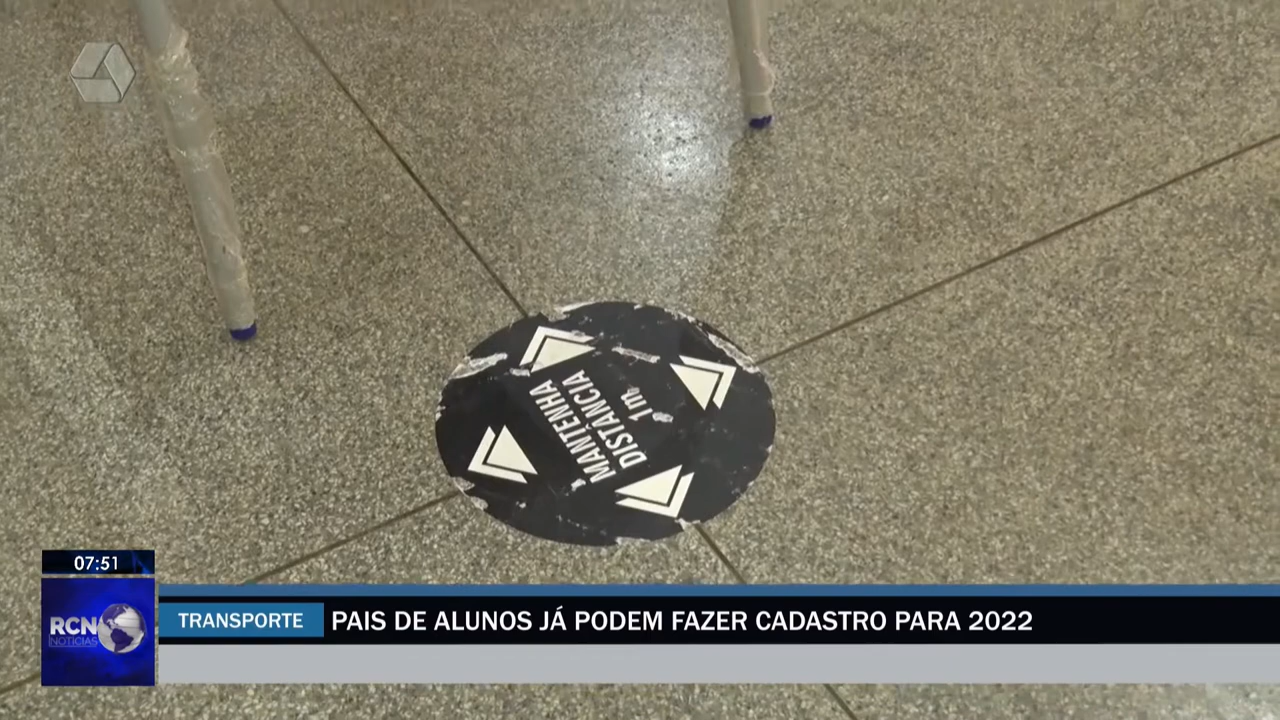 MANTENHA
DISTÂNCIA
1m
07:51
RCN
NOTÍCIAS
TRANSPORTE
PAIS DE ALUNOS JÁ PODEM FAZER CADASTRO PARA 2022